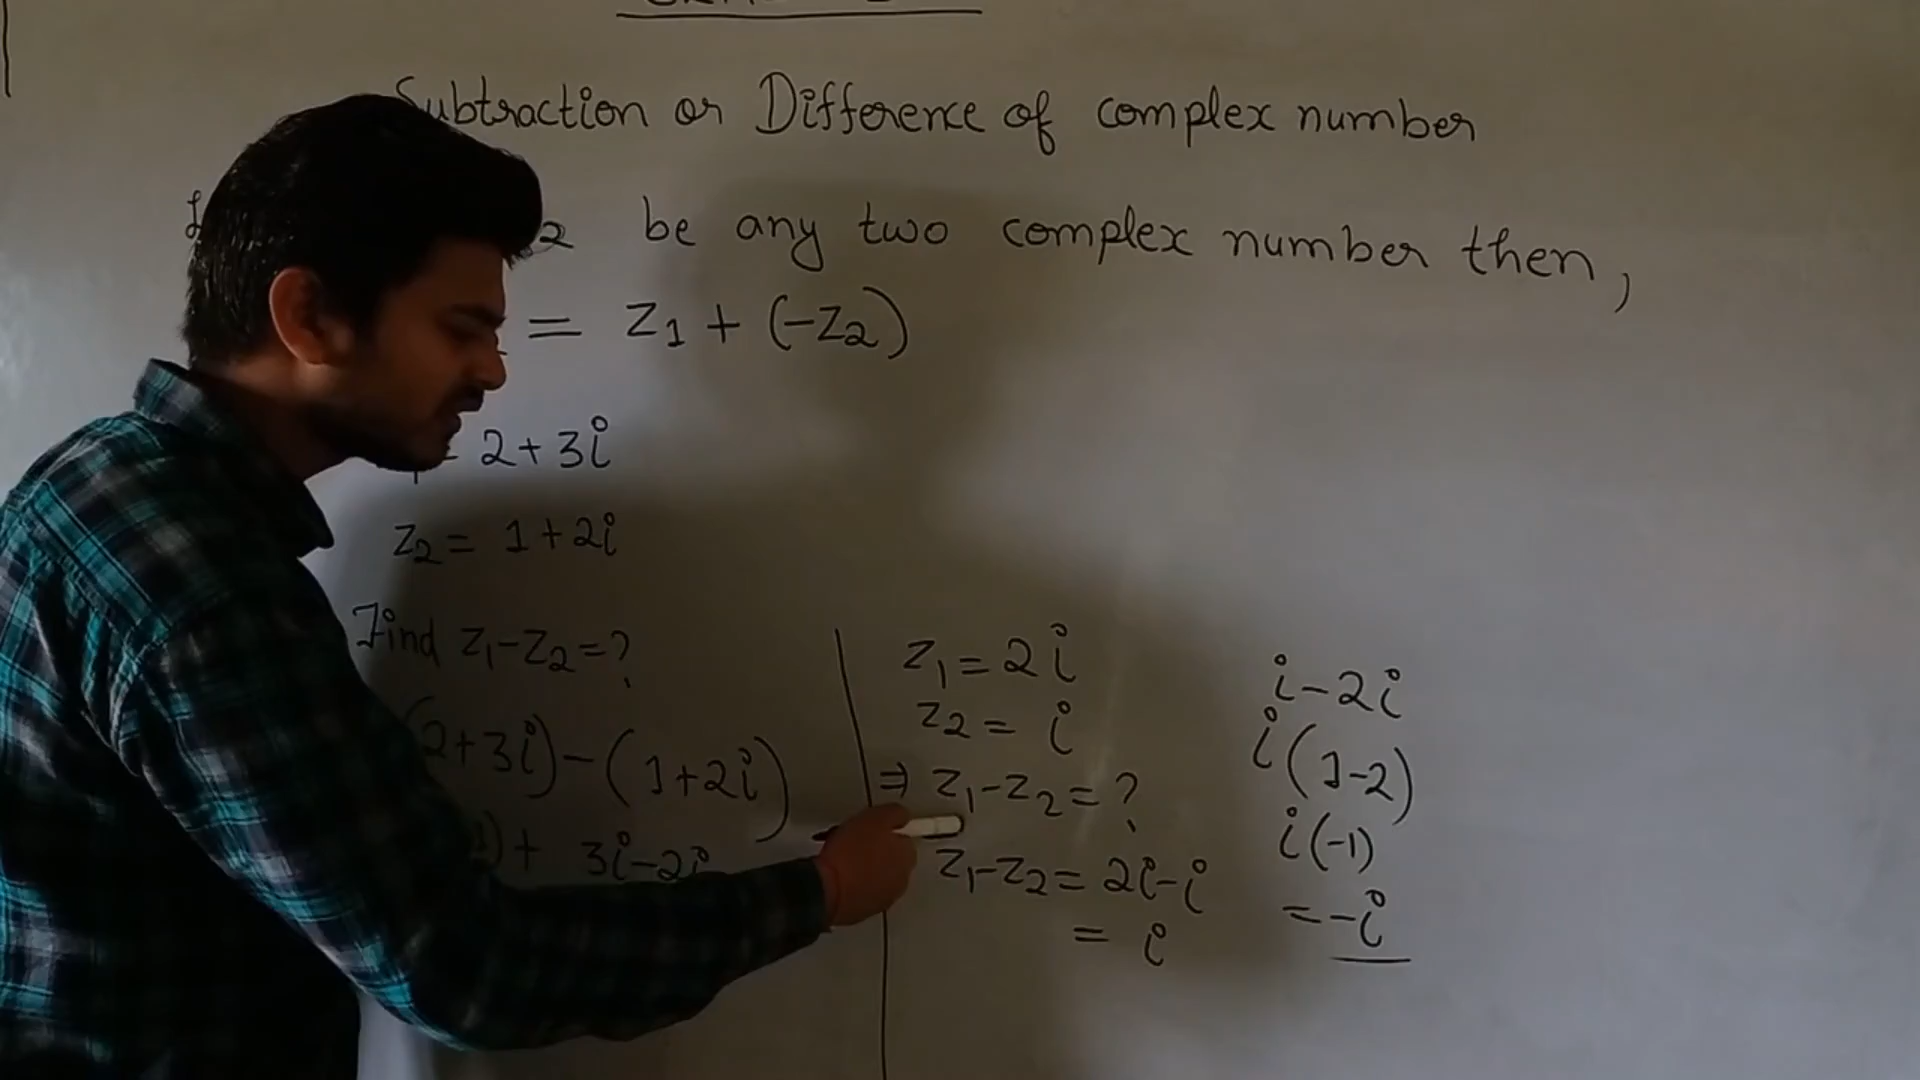 Subtraction or Difference of complex number
be any two complex number then,
= z1 + (-z2)
2+3i
z2 = 1+2i
Find z1-z2=?
(2+3i)-(1+2i)
+ 3i-2i
z1=2i
z2= i
⇒ z1-z2=?
z1-z2= 2i-i
= i
i-2i
i(1-2)
i(-1)
= -i